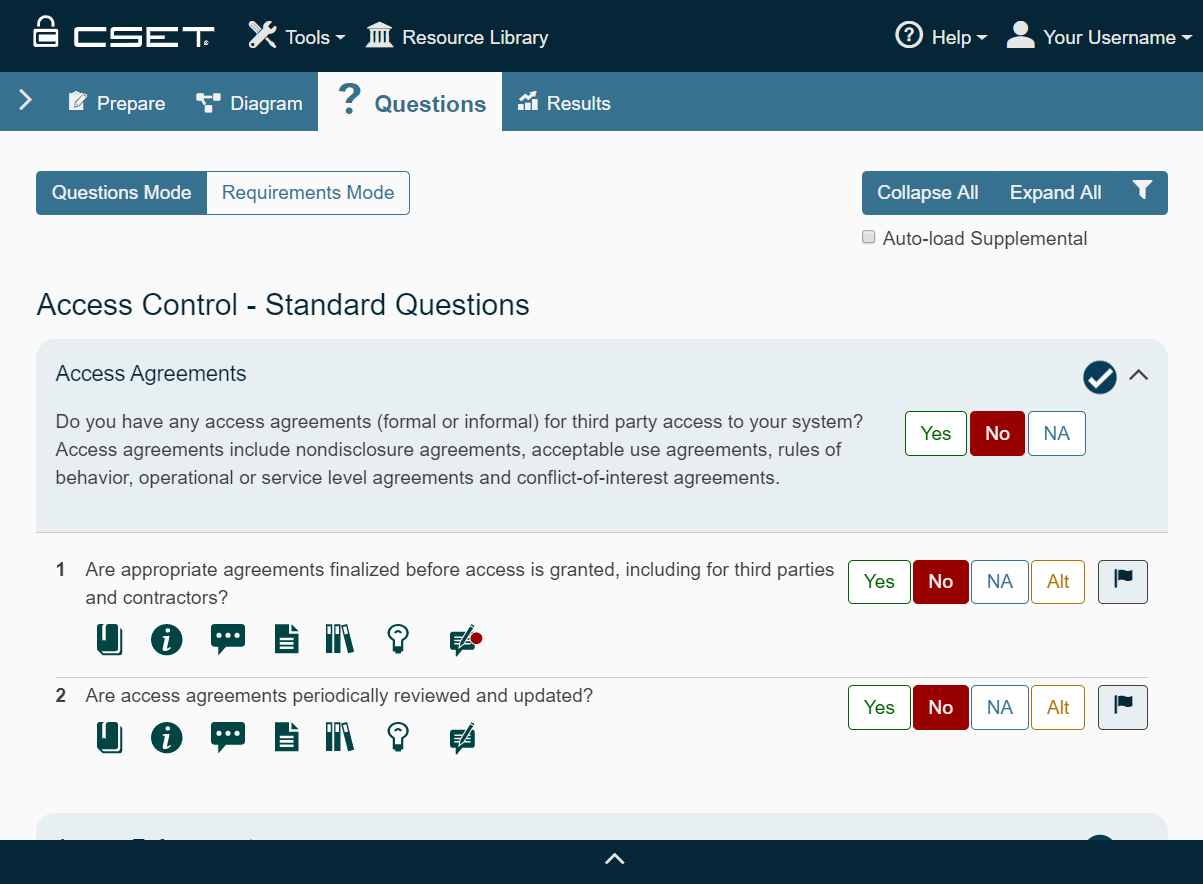 CSET Tools Resource Library Help Your Username
Prepare Diagram ? Questions Results
Questions Mode Requirements Mode Collapse All Expand All
Auto-load Supplemental
Access Control - Standard Questions
Access Agreements
Do you have any access agreements (formal or informal) for third party access to your system?
Access agreements include nondisclosure agreements, acceptable use agreements, rules of
behavior, operational or service level agreements and conflict-of-interest agreements.
Yes No NA
1 Are appropriate agreements finalized before access is granted, including for third parties
and contractors?
Yes No NA Alt
2 Are access agreements periodically reviewed and updated?
Yes No NA Alt